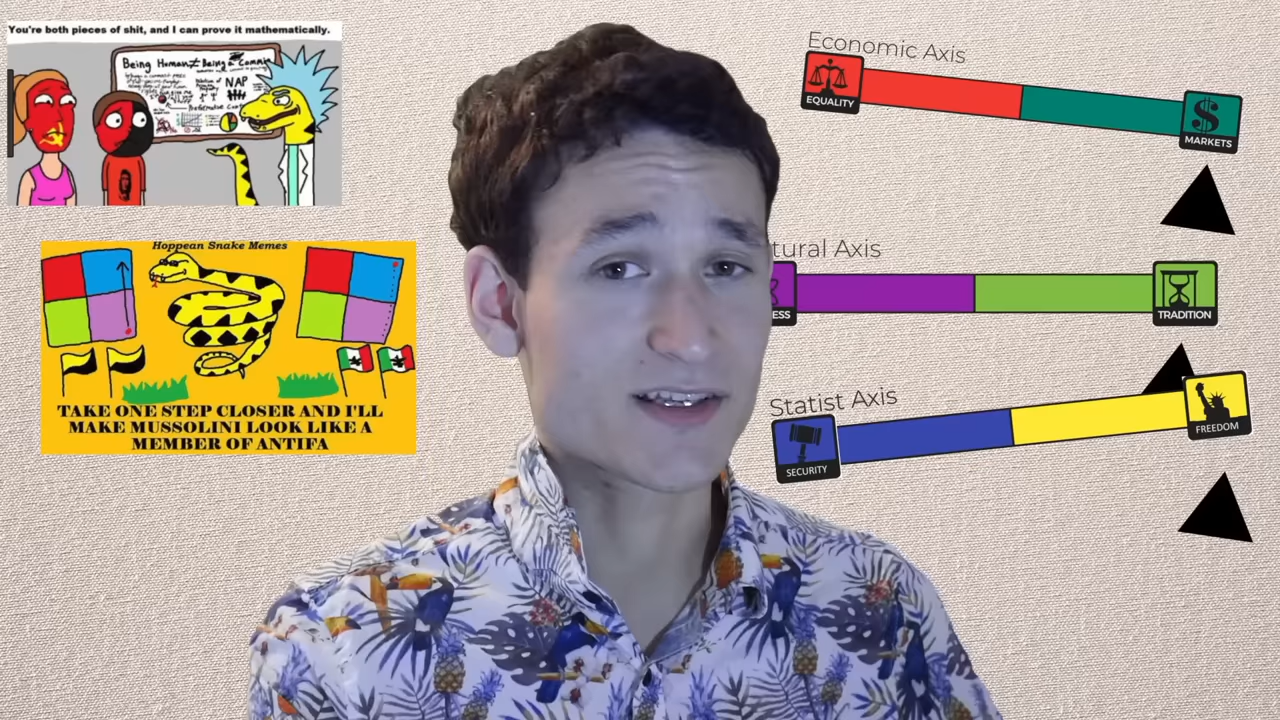 You're both pieces of shit, and I can prove it mathematically.
Being Human≠ Being a Commie
NAP
Hoppean Snake Memes
TAKE ONE STEP CLOSER AND I'LL
MAKE MUSSOLINI LOOK LIKE A
MEMBER OF ANTIFA
Economic Axis
EQUALITY
MARKETS
tural Axis
ESS
TRADITION
Statist Axis
SECURITY
FREEDOM